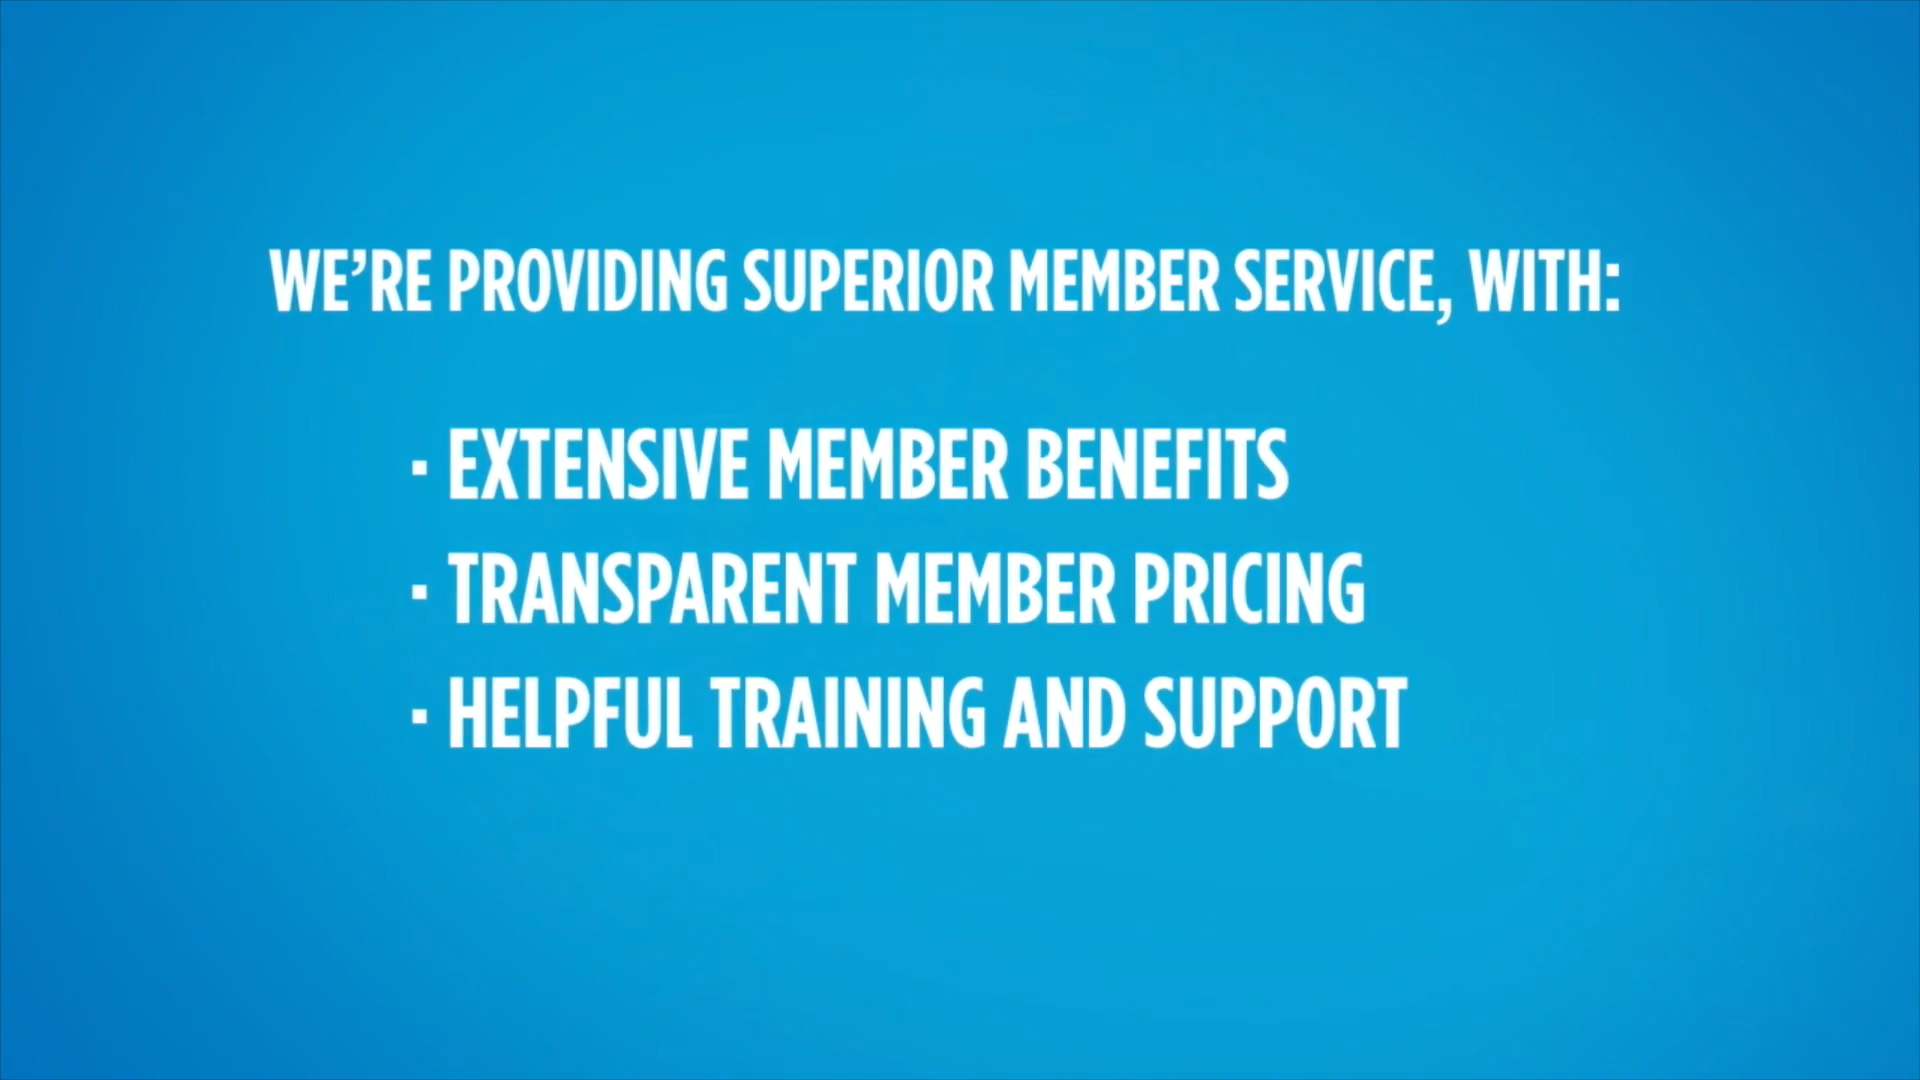 WE’RE PROVIDING SUPERIOR MEMBER SERVICE, WITH:
· EXTENSIVE MEMBER BENEFITS
· TRANSPARENT MEMBER PRICING
· HELPFUL TRAINING AND SUPPORT